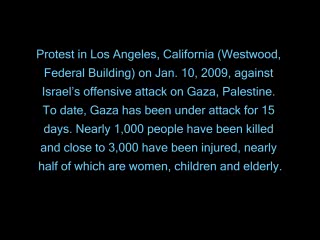 Protest in Los Angeles, California (Westwood,
Federal Building) on Jan. 10, 2009, against
Israel's offensive attack on Gaza, Palestine.
To date, Gaza has been under attack for 15
days. Nearly 1,000 people have been killed
and close to 3,000 have been injured, nearly
half of which are women, children and elderly.